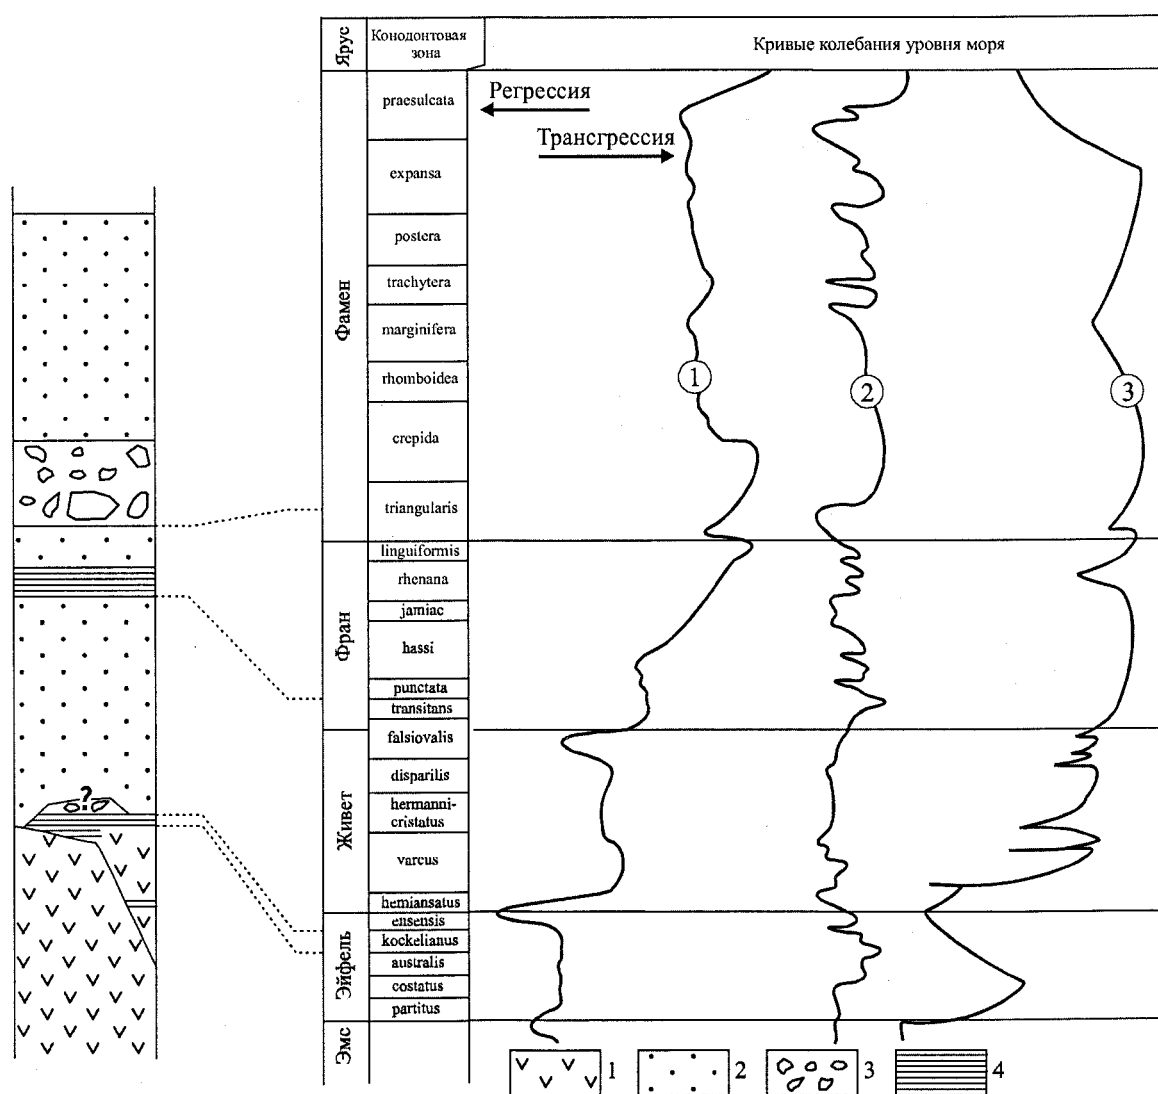 Ярус
Конодонтовая
зона
Кривые колебания уровня моря
Фамен
praesulcata
Регрессия
Трансгрессия
expansa
postera
trachytera
marginifera
rhomboidea
1
2
3
crepida
triangularis
Фран
linguiformis
rhenana
jamiae
hassi
punctata
transitans
Живет
falsiovalis
disparilis
hermanni-
cristatus
varcus
hemiansatus
Эйфель
ensensis
kockelianus
australis
costatus
partitus
Эмс
?
1
2
3
4